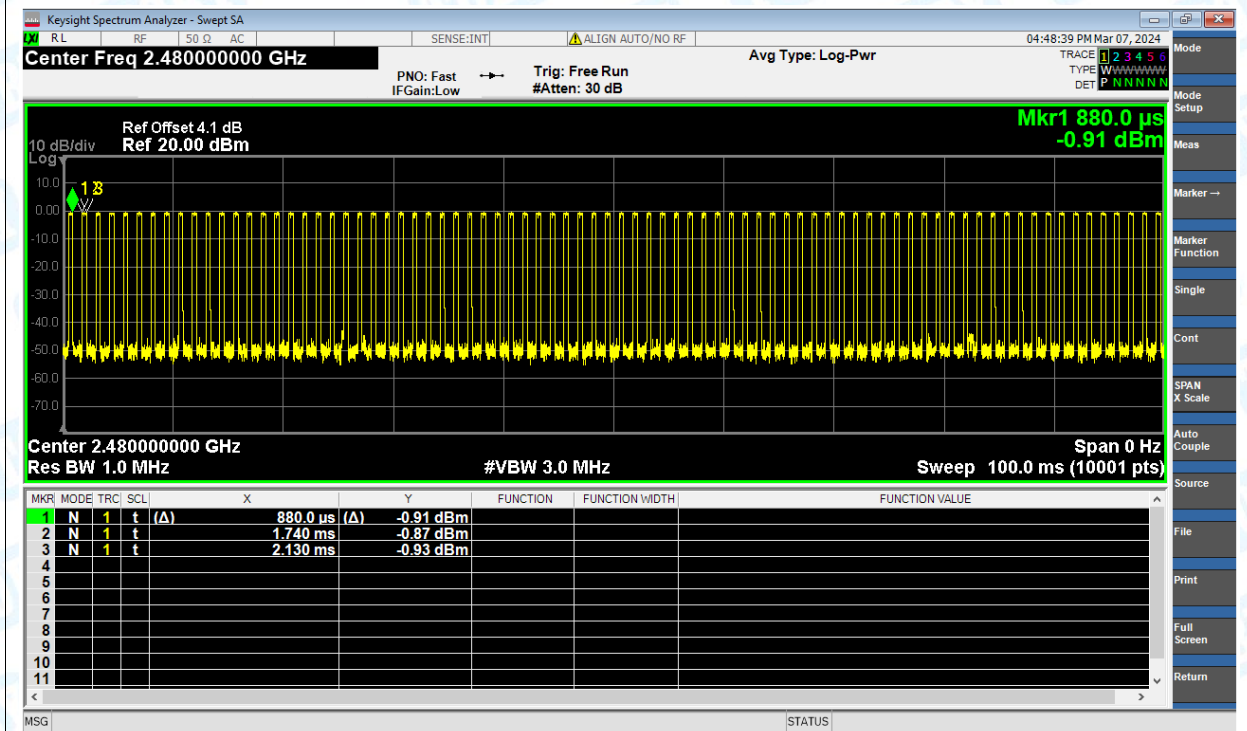 Keysight Spectrum Analyzer - Swept SA
LXI RL RF 50 Ω AC SENSE:INT ALIGN AUTO/NO RF 04:48:39 PM Mar 07, 2024
Center Freq 2.480000000 GHz
PNO: Fast
IFGain:Low
Trig: Free Run
#Atten: 30 dB
Avg Type: Log-Pwr
TRACE 1 2 3 4 5 6
TYPE WWWWWW
DET P N N N N N
Mkr1 880.0 µs
-0.91 dBm
Ref Offset 4.1 dB
10 dB/div Ref 20.00 dBm
Log
10.0
0.00
-10.0
-20.0
-30.0
-40.0
-50.0
-60.0
-70.0
1 2 3
Center 2.480000000 GHz Span 0 Hz
Res BW 1.0 MHz #VBW 3.0 MHz Sweep 100.0 ms (10001 pts)
MKR MODE TRC SCL X Y FUNCTION FUNCTION WIDTH FUNCTION VALUE
1 N 1 t (Δ) 880.0 µs (Δ) -0.91 dBm
2 N 1 t 1.740 ms -0.87 dBm
3 N 1 t 2.130 ms -0.93 dBm
4
5
6
7
8
9
10
11
MSG STATUS
Mode
Mode
Setup
Meas
Marker →
Marker
Function
Single
Cont
SPAN
X Scale
Auto
Couple
Source
File
Print
Full
Screen
Return